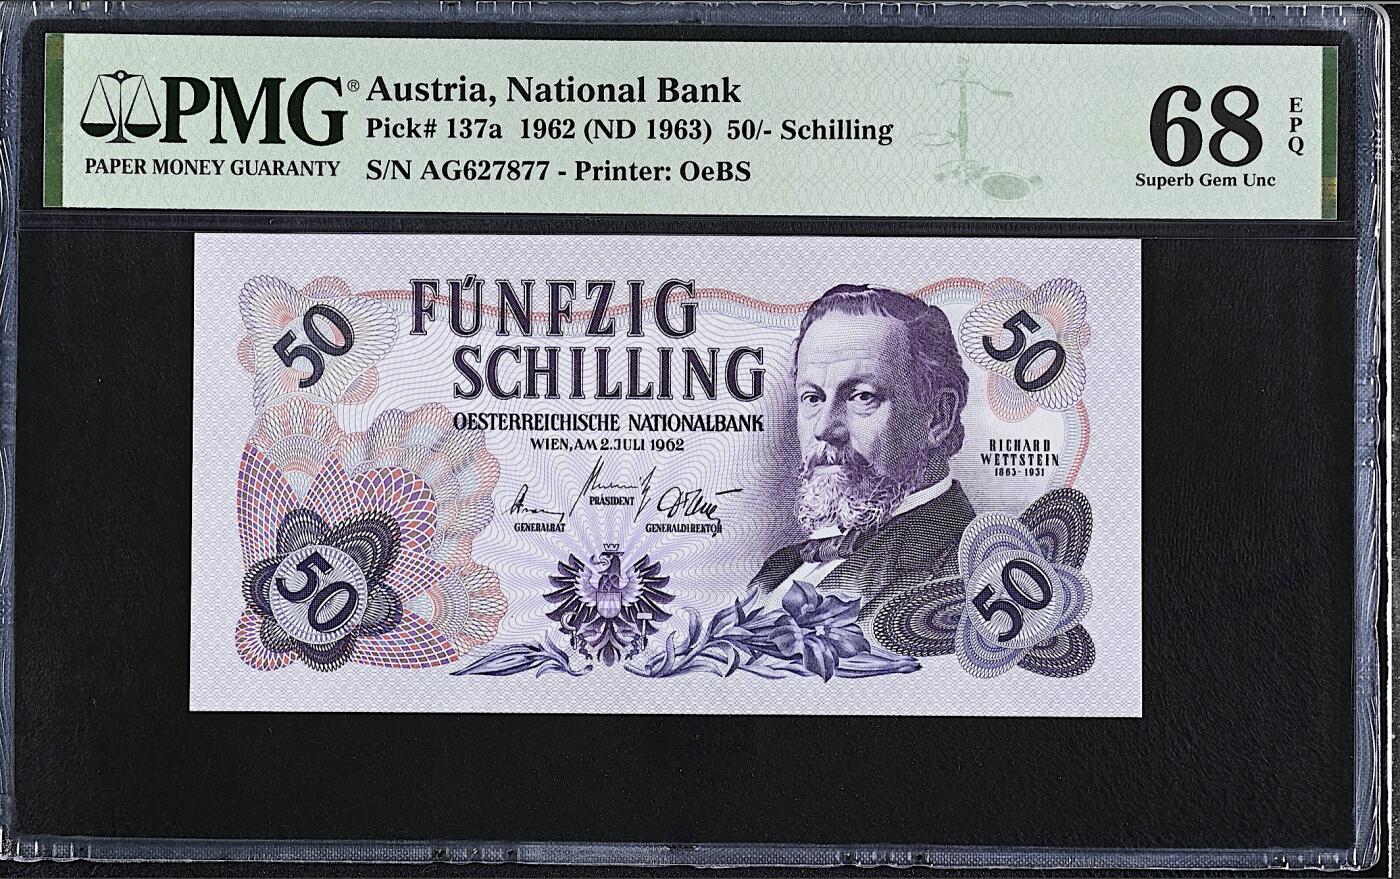 PMG®
PAPER MONEY GUARANTY
Austria, National Bank
Pick# 137a 1962 (ND 1963) 50/- Schilling
S/N AG627877 - Printer: OeBS
68
EPQ
Superb Gem Unc
50
FÜNFZIG
SCHILLING
OESTERREICHISCHE NATIONALBANK
WIEN, AM 2. JULI 1962
50
RICHARD
WETTSTEIN
1863-1931
PRÄSIDENT
GENERALRAT
GENERALDIREKTOR
50
50